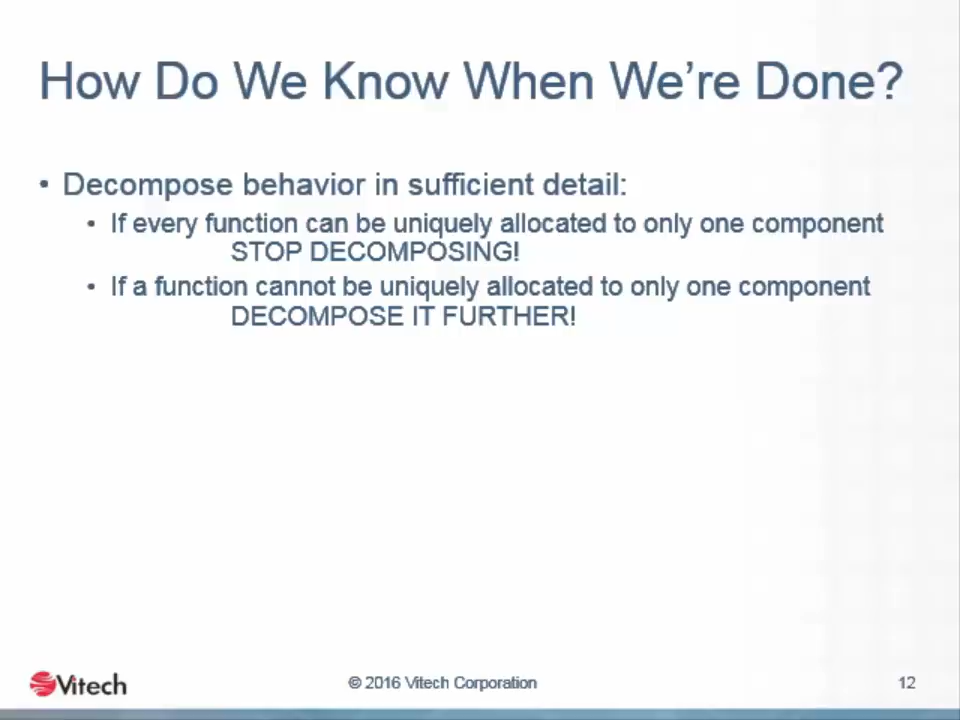 How Do We Know When We're Done?
• Decompose behavior in sufficient detail:
• If every function can be uniquely allocated to only one component
STOP DECOMPOSING!
• If a function cannot be uniquely allocated to only one component
DECOMPOSE IT FURTHER!
Vitech
© 2016 Vitech Corporation
12